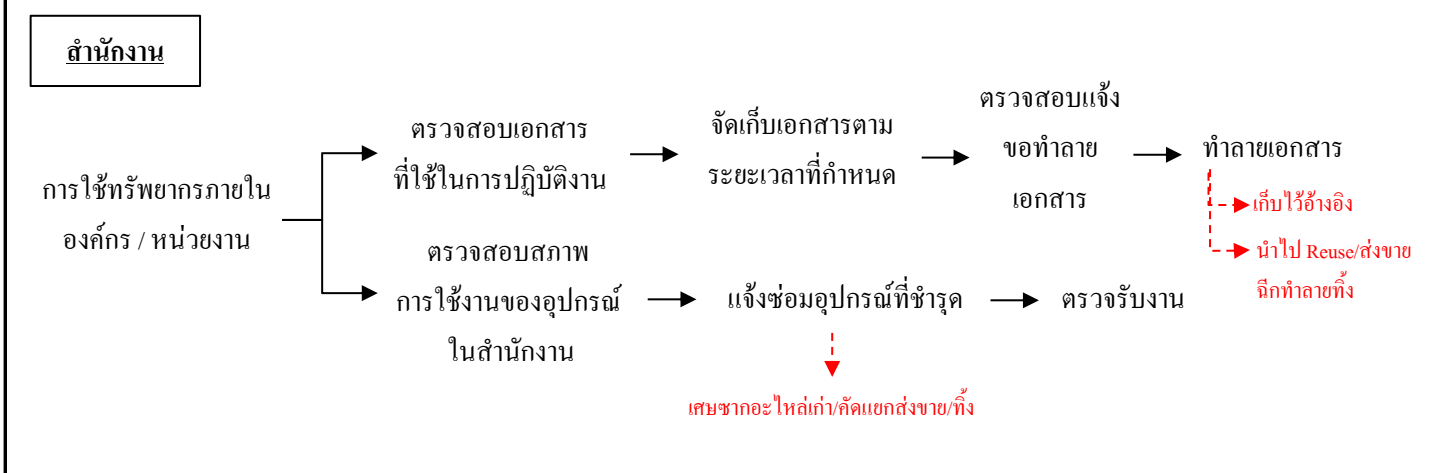 สำนักงาน
การใช้ทรัพยากรภายใน
องค์กร / หน่วยงาน
ตรวจสอบเอกสาร
ที่ใช้ในการปฏิบัติงาน
จัดเก็บเอกสารตาม
ระยะเวลาที่กำหนด
ตรวจสอบแจ้ง
ขอทำลาย
เอกสาร
ทำลายเอกสาร
เก็บไว้อ้างอิง
นำไป Reuse/ส่งขาย
ฉีกทำลายทิ้ง
ตรวจสอบสภาพ
การใช้งานของอุปกรณ์
ในสำนักงาน
แจ้งซ่อมอุปกรณ์ที่ชำรุด
ตรวจรับงาน
เศษซากอะไหล่เก่า/คัดแยกส่งขาย/ทิ้ง